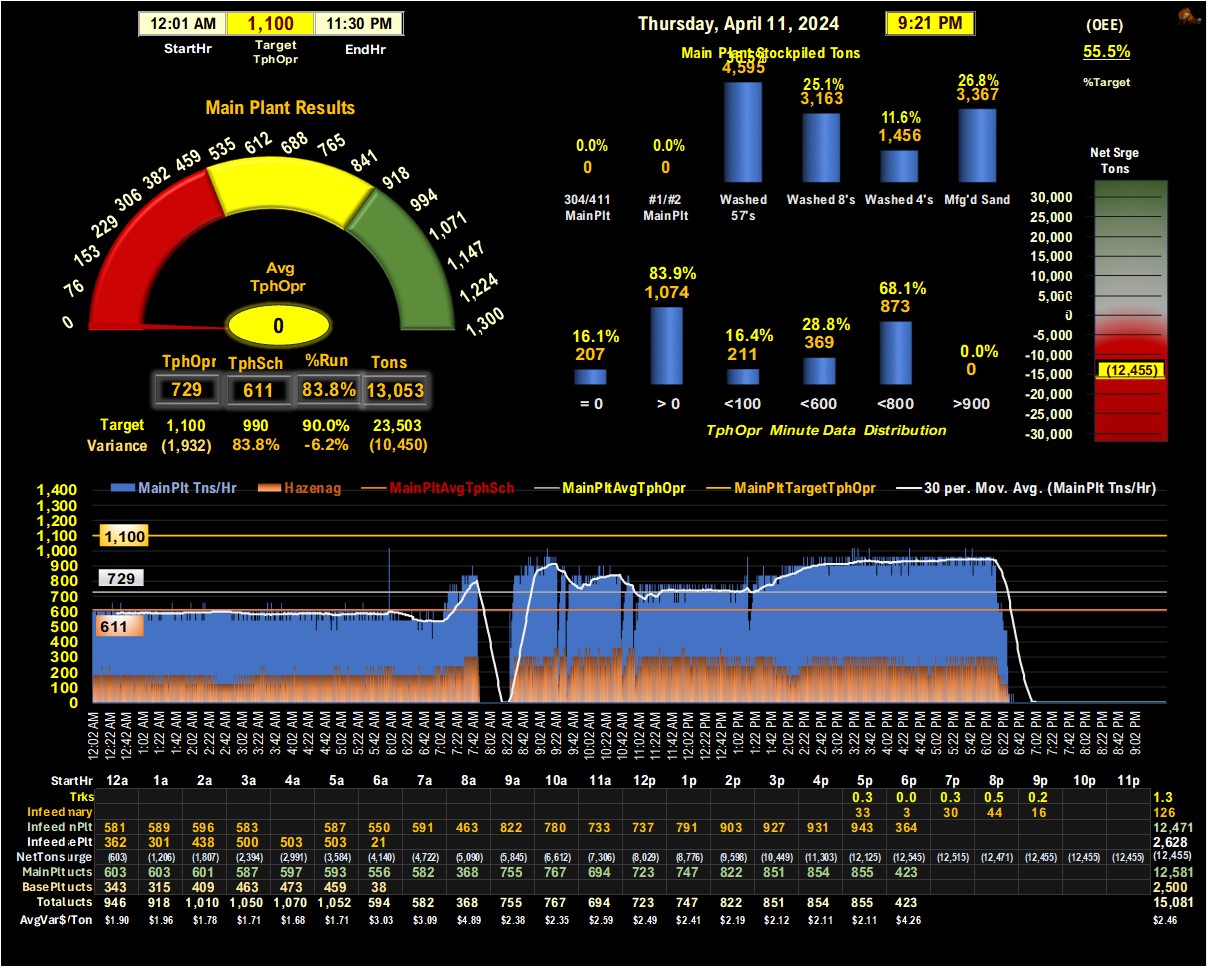 12:01 AM 1,100 11:30 PM
StartHr Target TphOpr EndHr
Thursday, April 11, 2024 9:21 PM
(OEE)
55.5%
%Target
Main Plant Stockpiled Tons
4,595
25.1%
3,163
11.6%
1,456
26.8%
3,367
0.0%
0
0.0%
0
304/411 MainPlt
#1/#2 MainPlt
Washed 57's
Washed 8's
Washed 4's
Mfg'd Sand
Main Plant Results
0 76 153 229 306 382 459 535 612 688 765 841 918 994 1,071 1,147 1,224 1,300
Avg
TphOpr
0
TphOpr TphSch %Run Tons
729 611 83.8% 13,053
Target 1,100 990 90.0% 23,503
Variance (1,932) 83.8% -6.2% (10,450)
16.1% 83.9% 16.4% 28.8% 68.1% 0.0%
207 1,074 211 369 873 0
= 0 > 0 <100 <600 <800 >900
TphOpr Minute Data Distribution
Net Srge
Tons
30,000
25,000
20,000
15,000
10,000
5,000
0
-5,000
-10,000
-15,000
-20,000
-25,000
-30,000
(12,455)
MainPlt Tns/Hr Hazenag MainPltAvgTphSch MainPltAvgTphOpr MainPltTargetTphOpr 30 per. Mov. Avg. (MainPlt Tns/Hr)
1,400
1,300
1,200
1,100
1,000
900
800
700
600
500
400
300
200
100
0
1,100
729
611
12:02 AM 12:22 AM 12:42 AM 1:02 AM 1:22 AM 1:42 AM 2:02 AM 2:22 AM 2:42 AM 3:02 AM 3:22 AM 3:42 AM 4:02 AM 4:22 AM 4:42 AM 5:02 AM 5:22 AM 5:42 AM 6:02 AM 6:22 AM 6:42 AM 7:02 AM 7:22 AM 7:42 AM 8:02 AM 8:22 AM 8:42 AM 9:02 AM 9:22 AM 9:42 AM 10:02 AM 10:22 AM 10:42 AM 11:02 AM 11:22 AM 11:42 AM 12:02 PM 12:22 PM 12:42 PM 1:02 PM 1:22 PM 1:42 PM 2:02 PM 2:22 PM 2:42 PM 3:02 PM 3:22 PM 3:42 PM 4:02 PM 4:22 PM 4:42 PM 5:02 PM 5:22 PM 5:42 PM 6:02 PM 6:22 PM 6:42 PM 7:02 PM 7:22 PM 7:42 PM 8:02 PM 8:22 PM 8:42 PM 9:02 PM
StartHr 12a 1a 2a 3a 4a 5a 6a 7a 8a 9a 10a 11a 12p 1p 2p 3p 4p 5p 6p 7p 8p 9p 10p 11p
Trks 0.3 0.0 0.3 0.5 0.2 1.3
Infeed mary 33 3 30 44 16 126
Infeed nPlt 581 589 596 583 587 550 591 463 822 780 733 737 791 903 927 931 943 364 12,471
Infeed ePlt 362 301 438 500 503 503 21 2,628
NetTons urge (603) (1,206) (1,807) (2,394) (2,991) (3,584) (4,140) (4,722) (5,090) (5,845) (6,612) (7,306) (8,029) (8,776) (9,598) (10,449) (11,303) (12,125) (12,545) (12,515) (12,471) (12,455) (12,455) (12,455) (12,455)
MainPlt ucts 603 603 601 587 597 593 556 582 368 755 767 694 723 747 822 851 854 855 423 12,581
BasePlt ucts 343 315 409 463 473 459 38 2,500
Total ucts 946 918 1,010 1,050 1,070 1,052 594 582 368 755 767 694 723 747 822 851 854 855 423 15,081
AvgVar$/Ton $1.90 $1.96 $1.78 $1.71 $1.68 $1.71 $3.03 $3.09 $4.89 $2.38 $2.35 $2.59 $2.49 $2.41 $2.19 $2.12 $2.11 $2.11 $4.26 $2.46